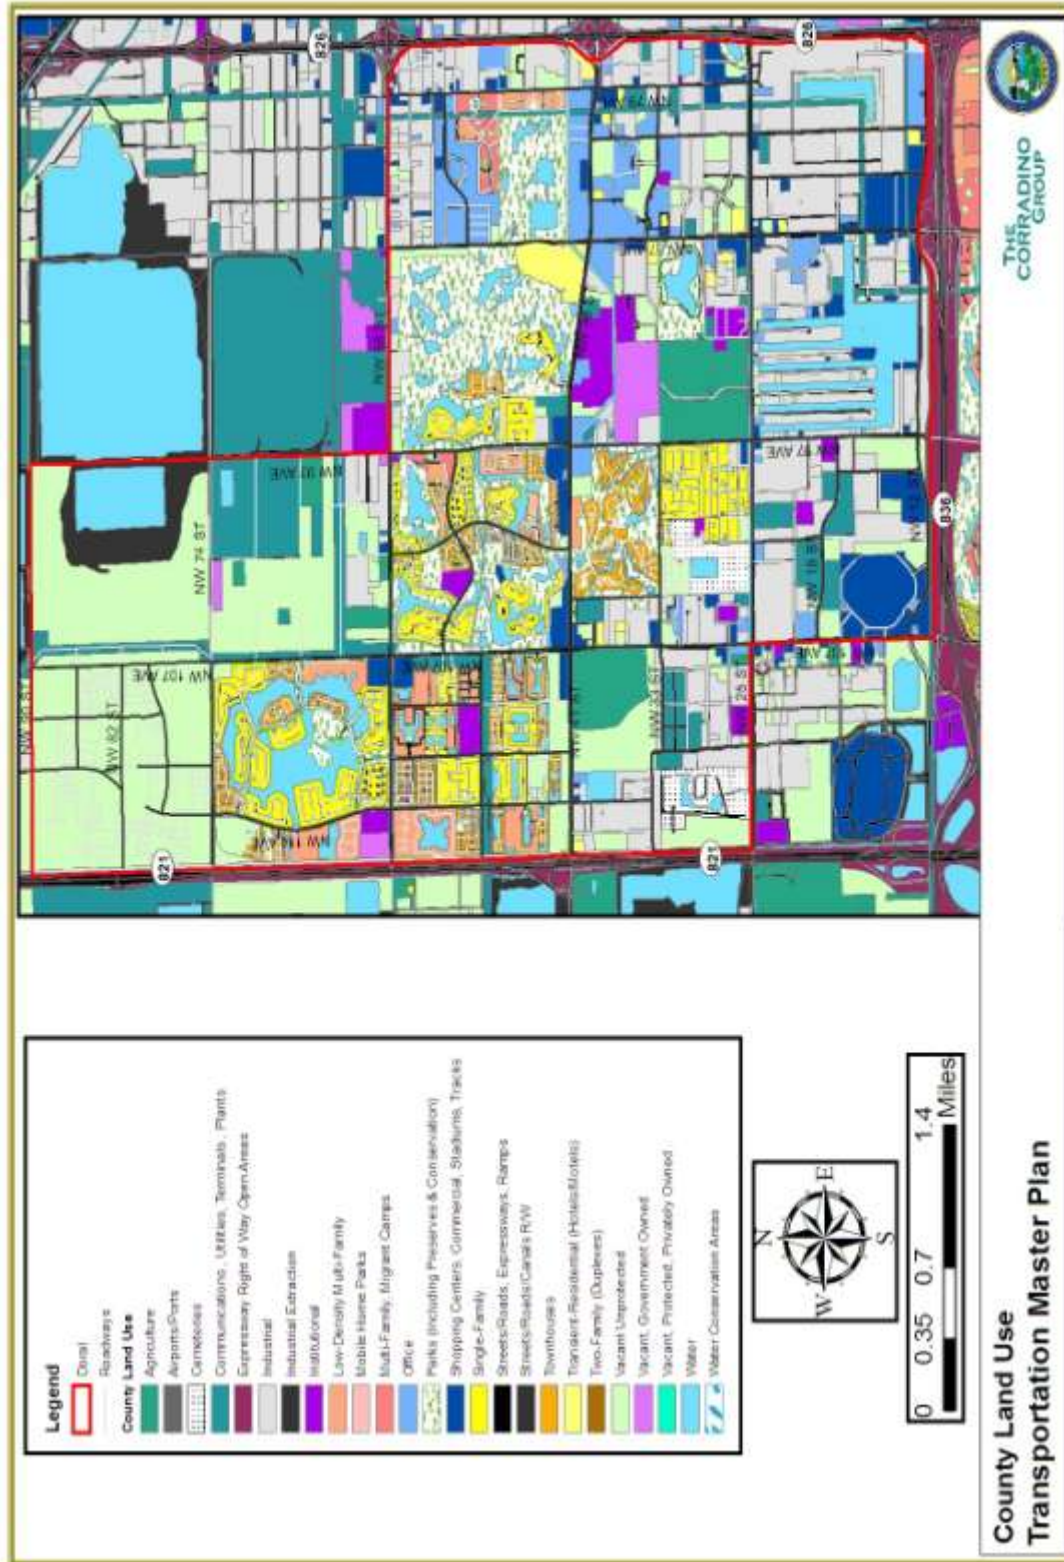 Legend
Doral
Roadways
County Land Use
Agriculture
Airports/Ports
Cemeteries
Communications, Utilities, Terminals, Plants
Expressway Right of Way Open Areas
Industrial
Industrial Extraction
Institutional
Low-Density Multi-Family
Mobile Home Parks
Multi-Family, Migrant Camps
Office
Parks (Including Preserves & Conservation)
Shopping Centers, Commercial, Stadiums, Tracks
Single-Family
Streets/Roads, Expressways, Ramps
Streets/Roads/Canals R/W
Townhouses
Transient-Residential (Hotels/Motels)
Two-Family (Duplexes)
Vacant Unprotected
Vacant, Government Owned
Vacant, Protected, Privately Owned
Water
Water Conservation Areas
N
W
E
S
0 0.35 0.7 1.4
Miles
County Land Use
Transportation Master Plan
THE
CORRADINO
GROUP
NW 82 ST
NW 74 ST
NW 107 AVE
NW 97 AVE
NW 114 AVE
NW 79 AVE
NW 97 AVE
NW 33 ST
25 ST
826
826
821
821
836